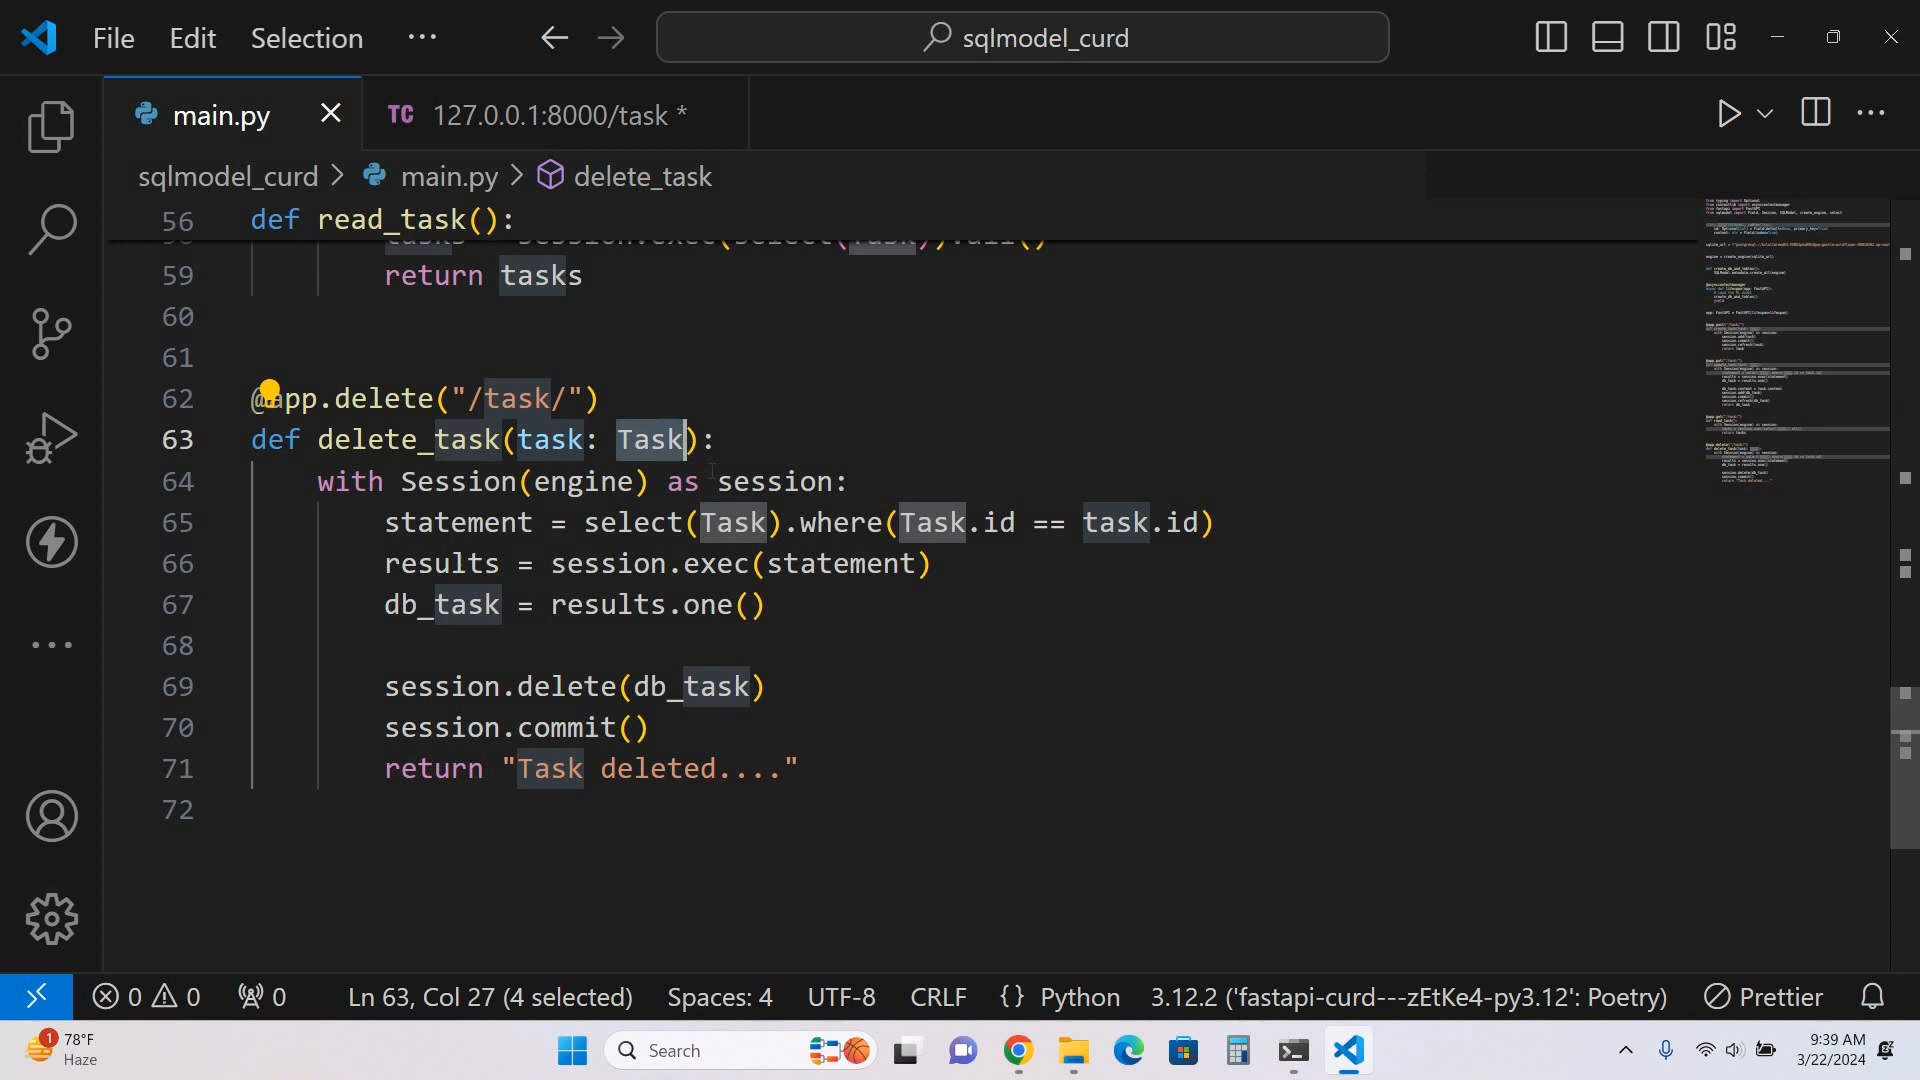 File Edit Selection ... sqlmodel_curd
main.py TC 127.0.0.1:8000/task *
sqlmodel_curd > main.py > delete_task
56 def read_task():
59 return tasks
60
61
62 @app.delete("/task/")
63 def delete_task(task: Task):
64 with Session(engine) as session:
65 statement = select(Task).where(Task.id == task.id)
66 results = session.exec(statement)
67 db_task = results.one()
68
69 session.delete(db_task)
70 session.commit()
71 return "Task deleted...."
72
0 0 0 Ln 63, Col 27 (4 selected) Spaces: 4 UTF-8 CRLF {} Python 3.12.2 ('fastapi-curd---zEtKe4-py3.12': Poetry) Prettier
1 78°F
Haze
Search
9:39 AM
3/22/2024